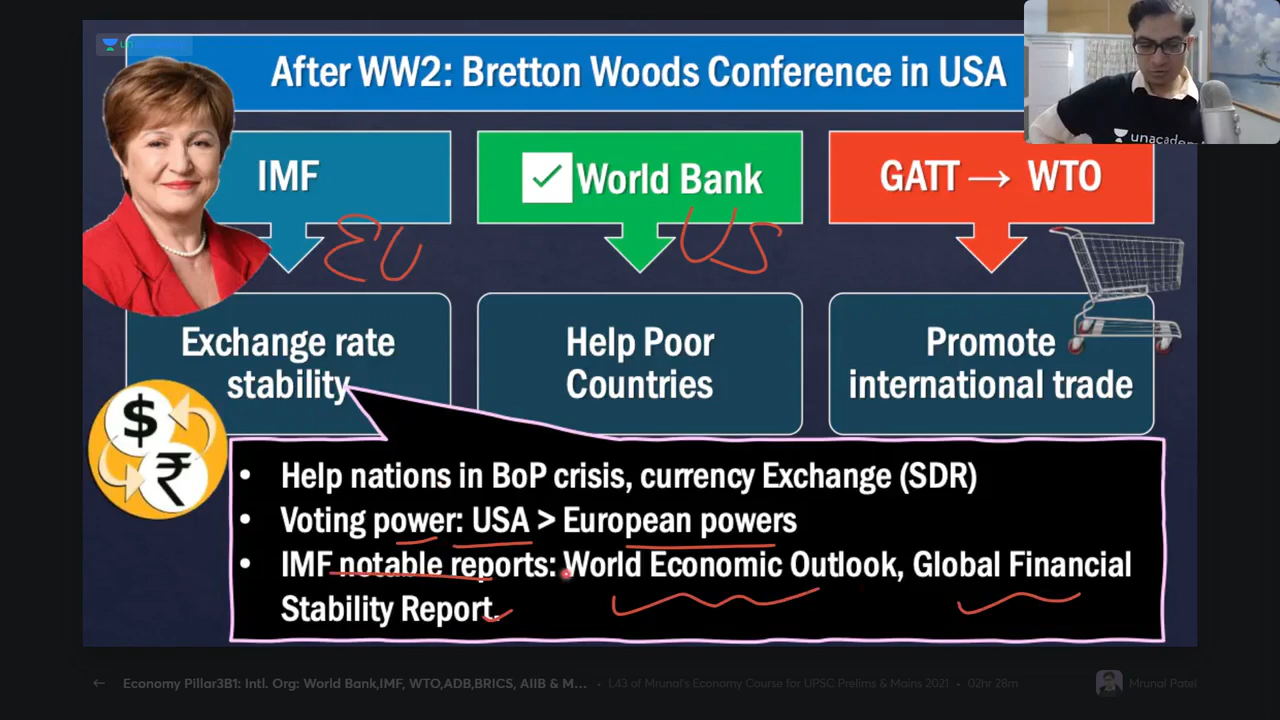 After WW2: Bretton Woods Conference in USA
unacade
IMF
World Bank
GATT → WTO
EU
US
Exchange rate
stability
Help Poor
Countries
Promote
international trade
$
₹
• Help nations in BoP crisis, currency Exchange (SDR)
• Voting power: USA > European powers
• IMF notable reports: World Economic Outlook, Global Financial
Stability Report.
← Economy Pillar3B1: Intl. Org: World Bank,IMF, WTO,ADB,BRICS, AIIB & M... • L43 of Mrunal's Economy Course for UPSC Prelims & Mains 2021 • 02hr 28m
Mrunal Patel